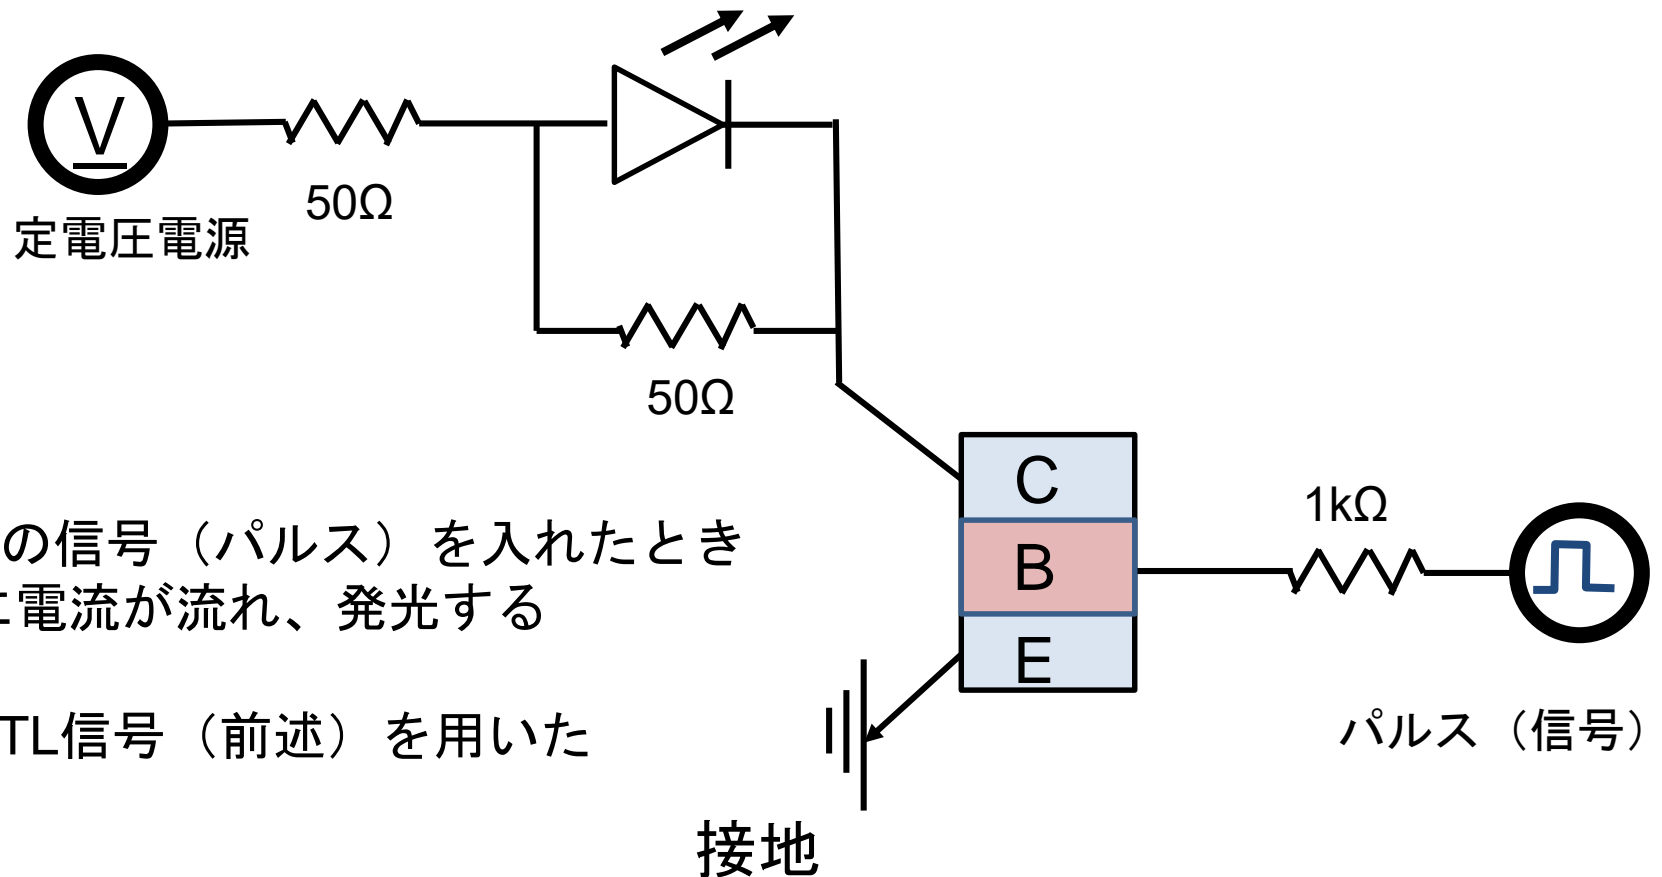 V
50Ω
定電圧電源
50Ω
C
B
E
1kΩ
の信号（パルス）を入れたとき
電流が流れ、発光する
TL信号（前述）を用いた
パルス（信号）
接地